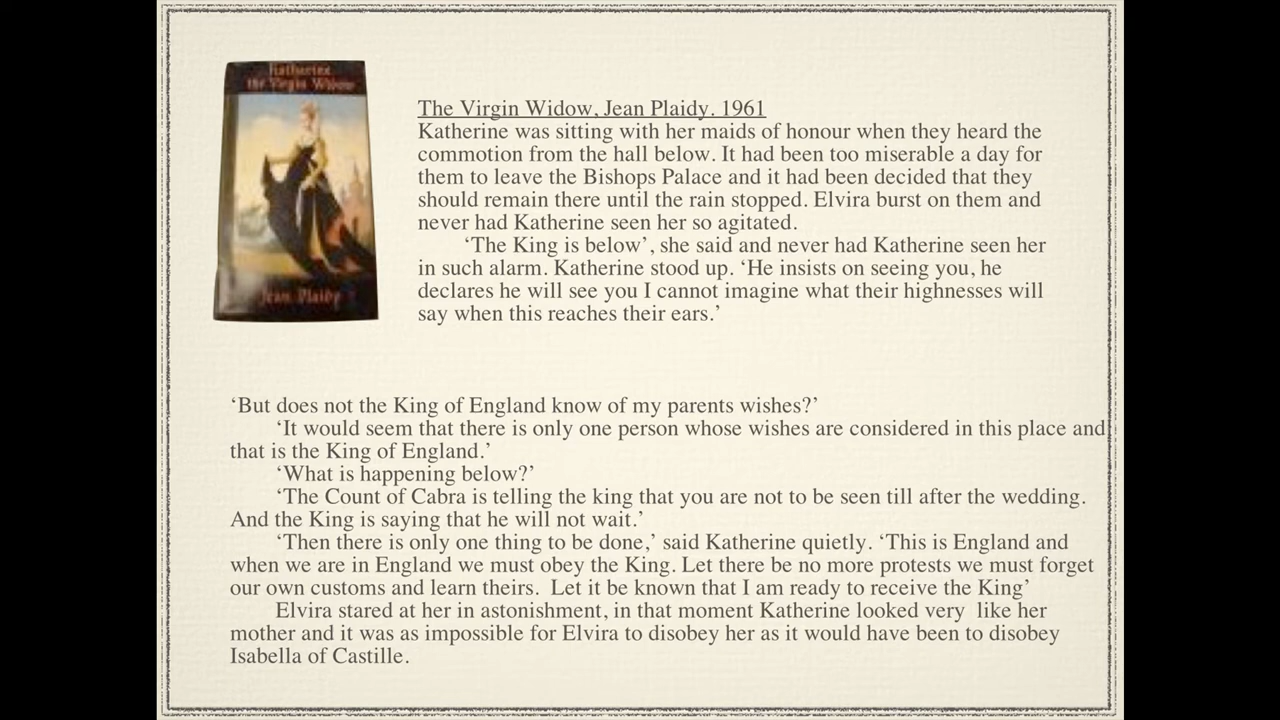 Katherine
the Virgin Widow
Jean Plaidy
The Virgin Widow, Jean Plaidy. 1961
Katherine was sitting with her maids of honour when they heard the
commotion from the hall below. It had been too miserable a day for
them to leave the Bishops Palace and it had been decided that they
should remain there until the rain stopped. Elvira burst on them and
never had Katherine seen her so agitated.
‘The King is below’, she said and never had Katherine seen her
in such alarm. Katherine stood up. ‘He insists on seeing you, he
declares he will see you I cannot imagine what their highnesses will
say when this reaches their ears.’
‘But does not the King of England know of my parents wishes?’
‘It would seem that there is only one person whose wishes are considered in this place and
that is the King of England.’
‘What is happening below?’
‘The Count of Cabra is telling the king that you are not to be seen till after the wedding.
And the King is saying that he will not wait.’
‘Then there is only one thing to be done,’ said Katherine quietly. ‘This is England and
when we are in England we must obey the King. Let there be no more protests we must forget
our own customs and learn theirs.  Let it be known that I am ready to receive the King’
Elvira stared at her in astonishment, in that moment Katherine looked very  like her
mother and it was as impossible for Elvira to disobey her as it would have been to disobey
Isabella of Castille.